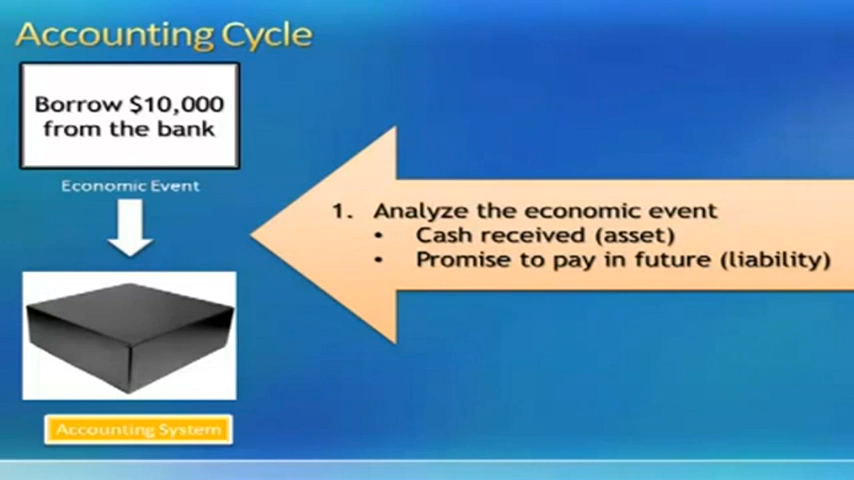 Accounting Cycle
Borrow $10,000
from the bank
Economic Event
1. Analyze the economic event
• Cash received (asset)
• Promise to pay in future (liability)
Accounting System